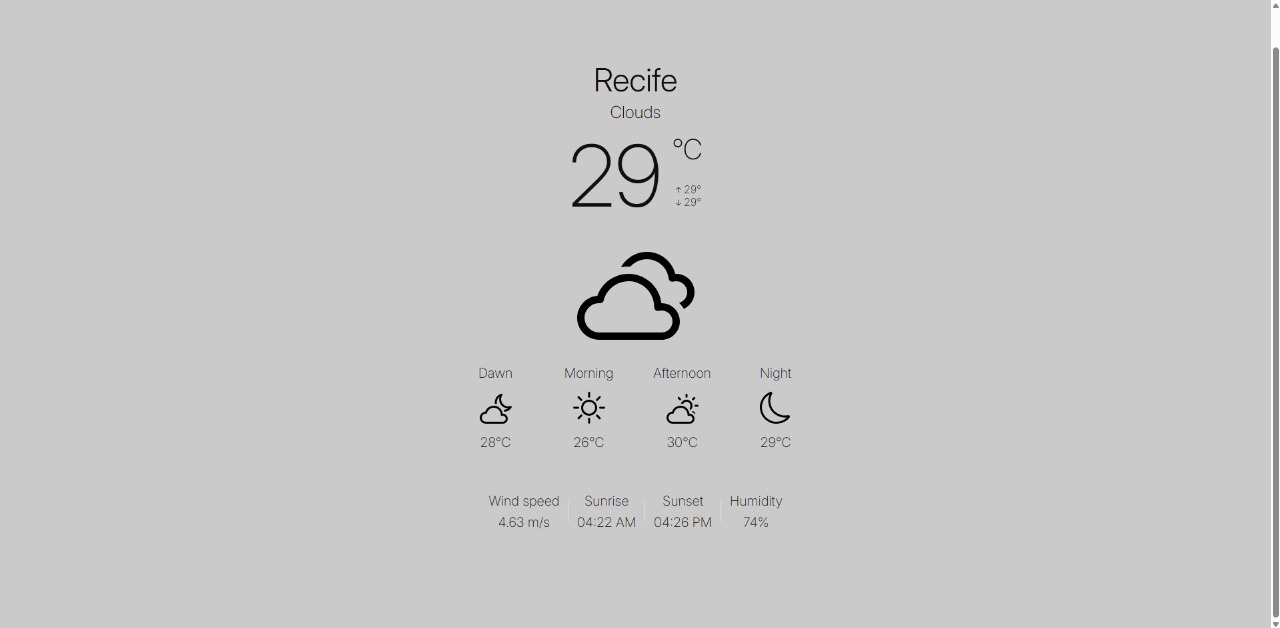 Recife
Clouds
29 °C
↑ 29°
↓ 29°
Dawn Morning Afternoon Night
28°C 26°C 30°C 29°C
Wind speed Sunrise Sunset Humidity
4.63 m/s 04:22 AM 04:26 PM 74%